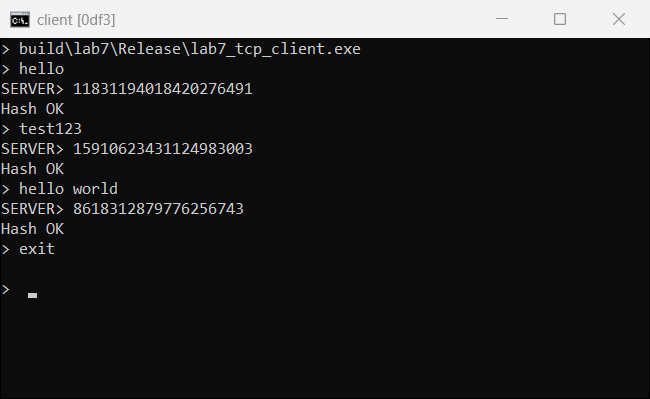 client [0df3]
> build\lab7\Release\lab7_tcp_client.exe
> hello
SERVER> 11831194018420276491
Hash OK
> test123
SERVER> 15910623431124983003
Hash OK
> hello world
SERVER> 8618312879776256743
Hash OK
> exit
>